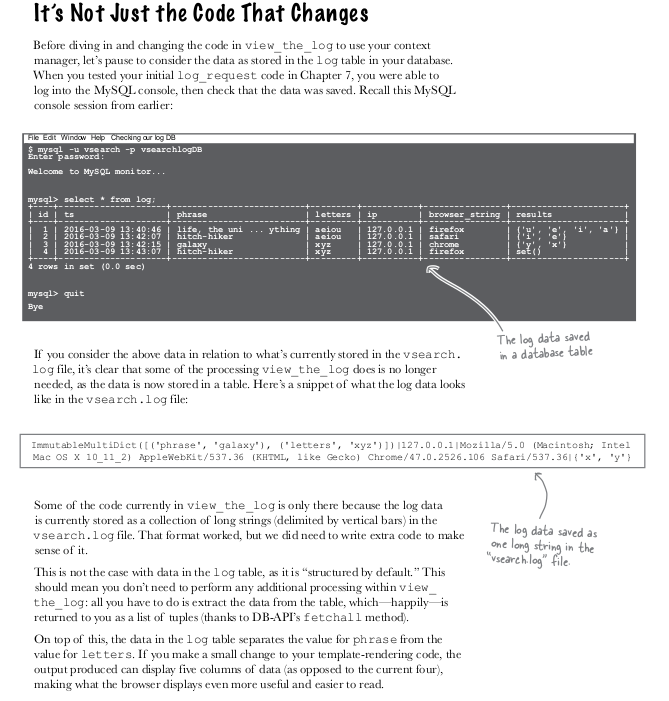 It's Not Just the Code That Changes
Before diving in and changing the code in view_the_log to use your context
manager, let's pause to consider the data as stored in the log table in your database.
When you tested your initial log_request code in Chapter 7, you were able to
log into the MySQL console, then check that the data was saved. Recall this MySQL
console session from earlier:
File Edit Window Help Checking our log DB
$ mysql -u vsearch -p vsearchlogDB
Enter password:
Welcome to MySQL monitor...
mysql> select * from log;
+----+---------------------+--------------------------+---------+-----------+----------------+----------------------+
| id | ts | phrase | letters | ip | browser_string | results |
+----+---------------------+--------------------------+---------+-----------+----------------+----------------------+
| 1 | 2016-03-09 13:40:46 | life, the uni ... ything | aeiou | 127.0.0.1 | firefox | {'u', 'e', 'i', 'a'} |
| 2 | 2016-03-09 13:42:07 | hitch-hiker | aeiou | 127.0.0.1 | safari | {'i', 'e'} |
| 3 | 2016-03-09 13:42:15 | galaxy | xyz | 127.0.0.1 | chrome | {'y', 'x'} |
| 4 | 2016-03-09 13:43:07 | hitch-hiker | xyz | 127.0.0.1 | firefox | set() |
+----+---------------------+--------------------------+---------+-----------+----------------+----------------------+
4 rows in set (0.0 sec)
mysql> quit
Bye
The log data saved
in a database table
If you consider the above data in relation to what's currently stored in the vsearch.
log file, it's clear that some of the processing view_the_log does is no longer
needed, as the data is now stored in a table. Here's a snippet of what the log data looks
like in the vsearch.log file:
ImmutableMultiDict([('phrase', 'galaxy'), ('letters', 'xyz')])|127.0.0.1|Mozilla/5.0 (Macintosh; Intel
Mac OS X 10_11_2) AppleWebKit/537.36 (KHTML, like Gecko) Chrome/47.0.2526.106 Safari/537.36|{'x', 'y'}
Some of the code currently in view_the_log is only there because the log data
is currently stored as a collection of long strings (delimited by vertical bars) in the
vsearch.log file. That format worked, but we did need to write extra code to make
sense of it.
The log data saved as
one long string in the
"vsearch.log" file.
This is not the case with data in the log table, as it is "structured by default." This
should mean you don't need to perform any additional processing within view_
the_log: all you have to do is extract the data from the table, which—happily—is
returned to you as a list of tuples (thanks to DB-API's fetchall method).
On top of this, the data in the log table separates the value for phrase from the
value for letters. If you make a small change to your template-rendering code, the
output produced can display five columns of data (as opposed to the current four),
making what the browser displays even more useful and easier to read.